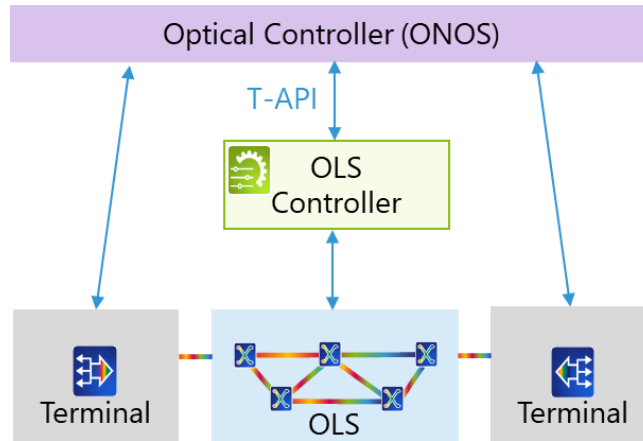 Optical Controller (ONOS)
T-API
OLS
Controller
Terminal
OLS
Terminal